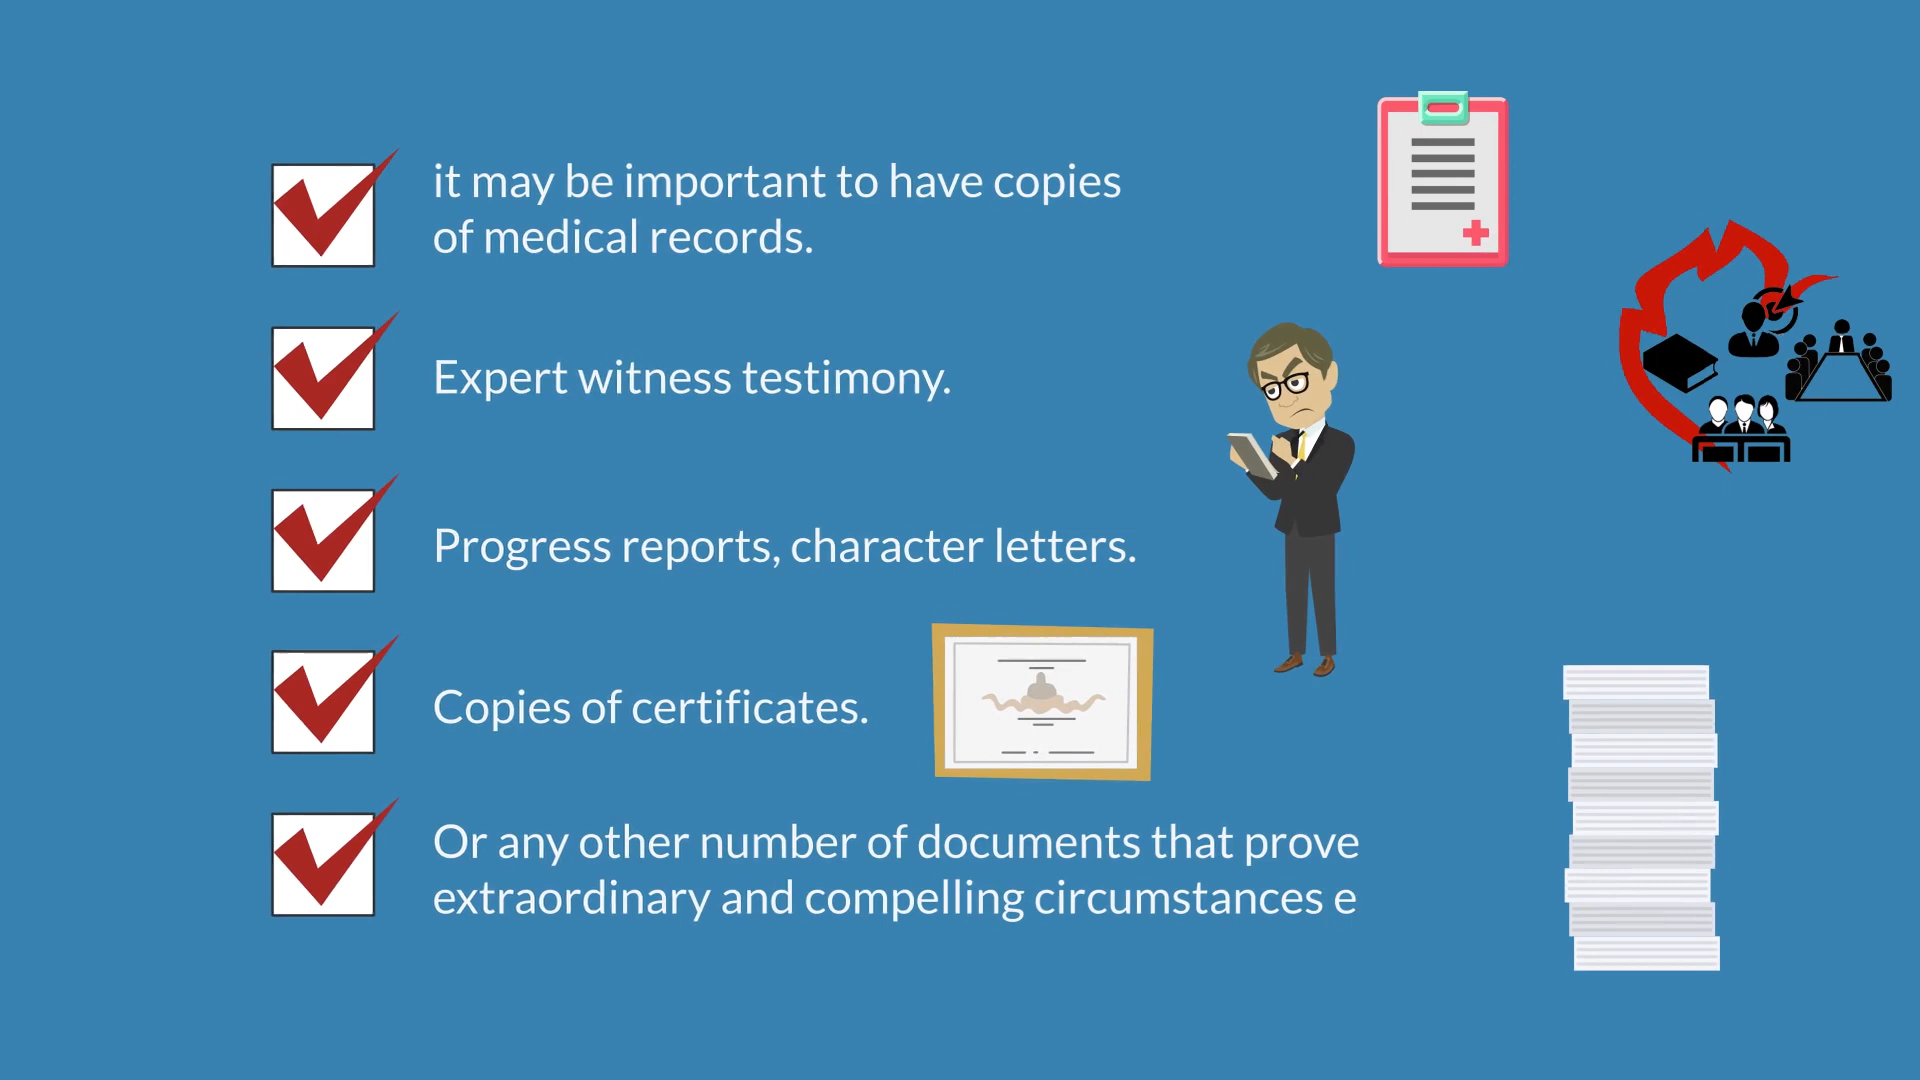 it may be important to have copies
of medical records.
Expert witness testimony.
Progress reports, character letters.
Copies of certificates.
Or any other number of documents that prove
extraordinary and compelling circumstances e